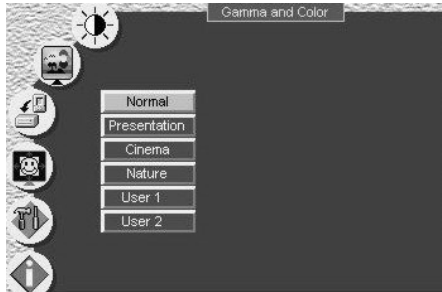 Gamma and Color
Normal
Presentation
Cinema
Nature
User 1
User 2